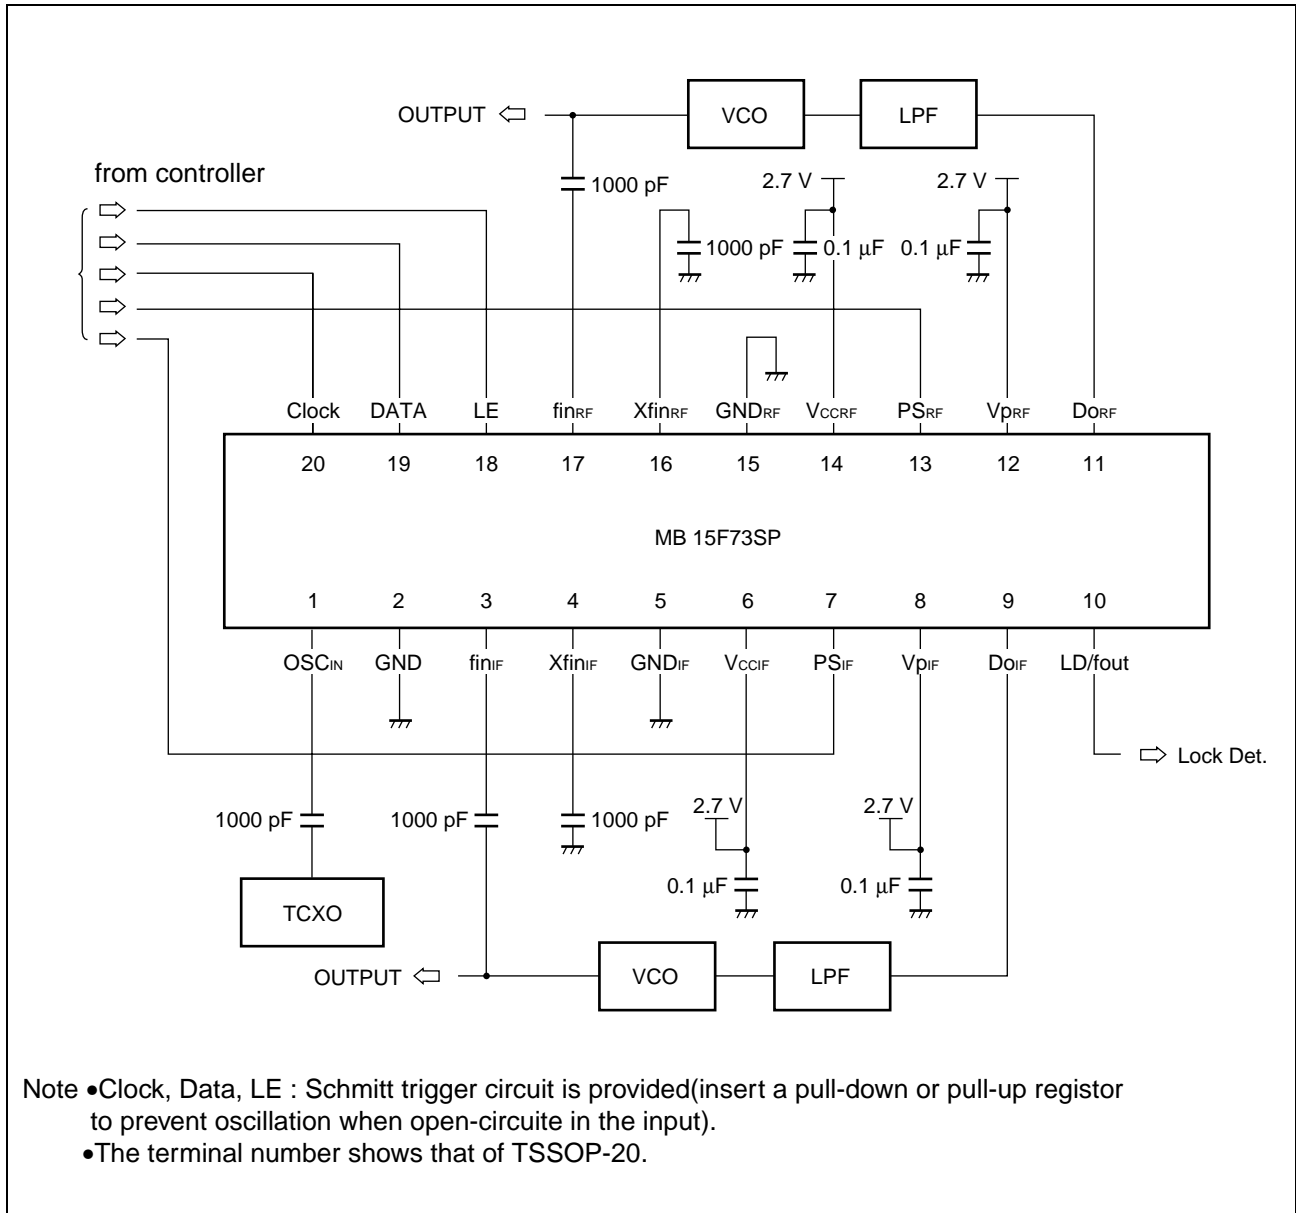 OUTPUT VCO LPF
from controller
1000 pF 2.7 V 2.7 V
1000 pF 0.1 μF 0.1 μF
Clock DATA LE finRF XfinRF GNDRF VCCRF PSRF VpRF DoRF
20 19 18 17 16 15 14 13 12 11
MB 15F73SP
1 2 3 4 5 6 7 8 9 10
OSCIN GND finIF XfinIF GNDIF VCCIF PSIF VpIF DoIF LD/fout
Lock Det.
2.7 V 2.7 V
1000 pF 1000 pF 1000 pF
0.1 μF 0.1 μF
TCXO
OUTPUT VCO LPF
Note •Clock, Data, LE : Schmitt trigger circuit is provided(insert a pull-down or pull-up registor
to prevent oscillation when open-circuite in the input).
•The terminal number shows that of TSSOP-20.